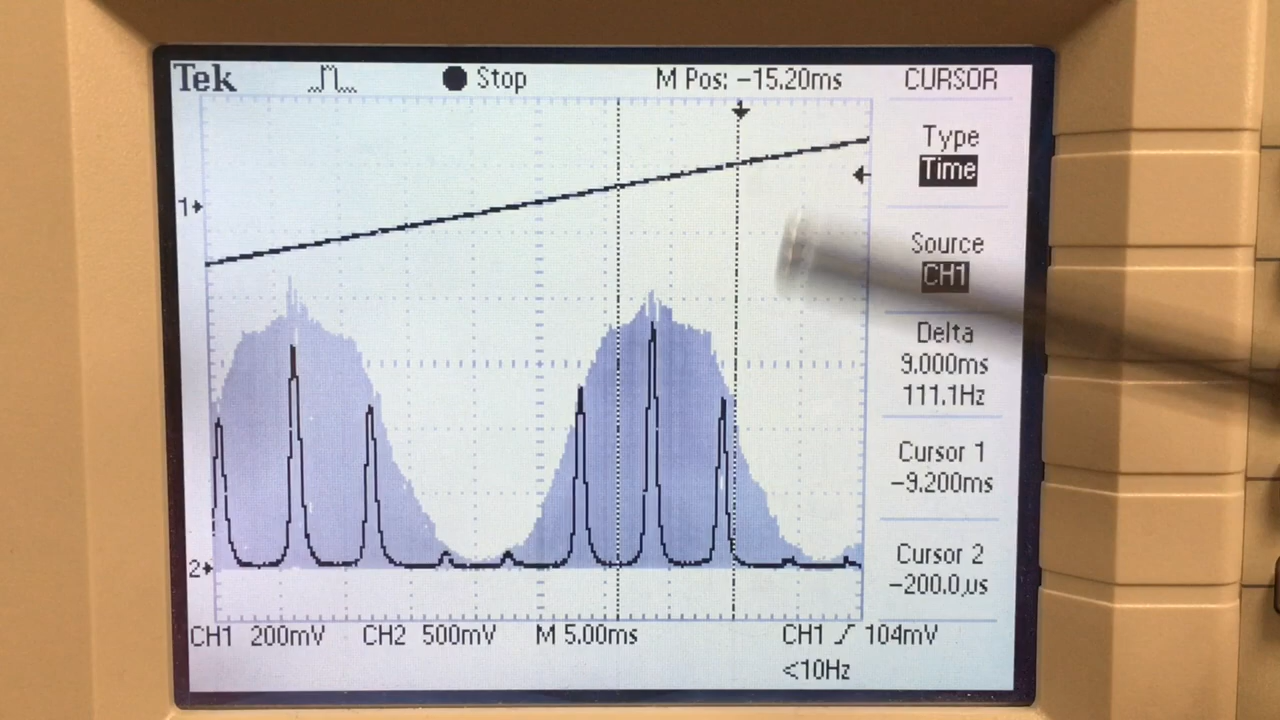 Tek Stop M Pos: -15.20ms CURSOR
Type
Time
1
Source
CH1
Delta
9.000ms
111.1Hz
Cursor 1
-9.200ms
2
Cursor 2
-200.0us
CH1 200mV CH2 500mV M 5.00ms CH1 104mV
<10Hz